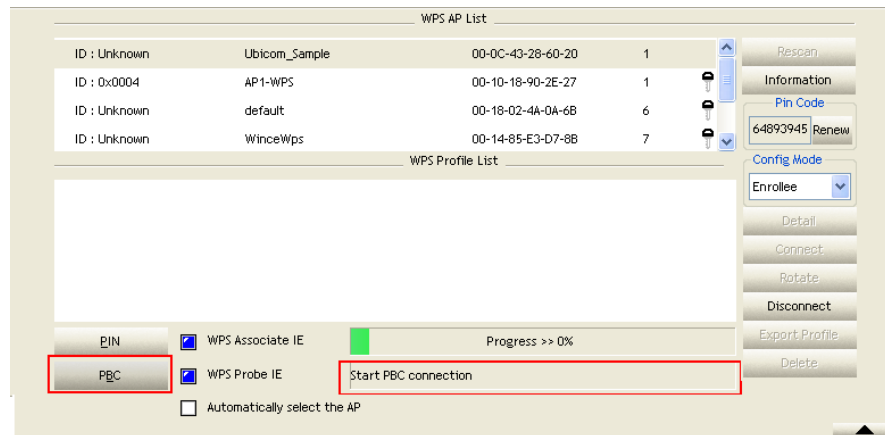 WPS AP List
ID : Unknown Ubicom_Sample 00-0C-43-28-60-20 1
ID : 0x0004 AP1-WPS 00-10-18-90-2E-27 1
ID : Unknown default 00-18-02-4A-0A-6B 6
ID : Unknown WinceWps 00-14-85-E3-D7-8B 7
Rescan
Information
Pin Code
64893945 Renew
WPS Profile List
Config Mode
Enrollee
Detail
Connect
Rotate
Disconnect
Export Profile
Delete
PIN WPS Associate IE Progress >> 0%
PBC WPS Probe IE Start PBC connection
Automatically select the AP